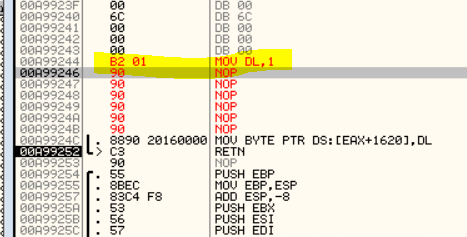 00A9923F 00 DB 00
00A99240 6C DB 6C
00A99241 00 DB 00
00A99242 00 DB 00
00A99243 00 DB 00
00A99244 B2 01 MOV DL,1
00A99246 90 NOP
00A99247 90 NOP
00A99248 90 NOP
00A99249 90 NOP
00A9924A 90 NOP
00A9924B 90 NOP
00A9924C . 8890 20160000 MOV BYTE PTR DS:[EAX+1620],DL
00A99252 > C3 RETN
00A99253 90 NOP
00A99254 . 55 PUSH EBP
00A99255 . 8BEC MOV EBP,ESP
00A99257 . 83C4 F8 ADD ESP,-8
00A9925A . 53 PUSH EBX
00A9925B . 56 PUSH ESI
00A9925C . 57 PUSH EDI